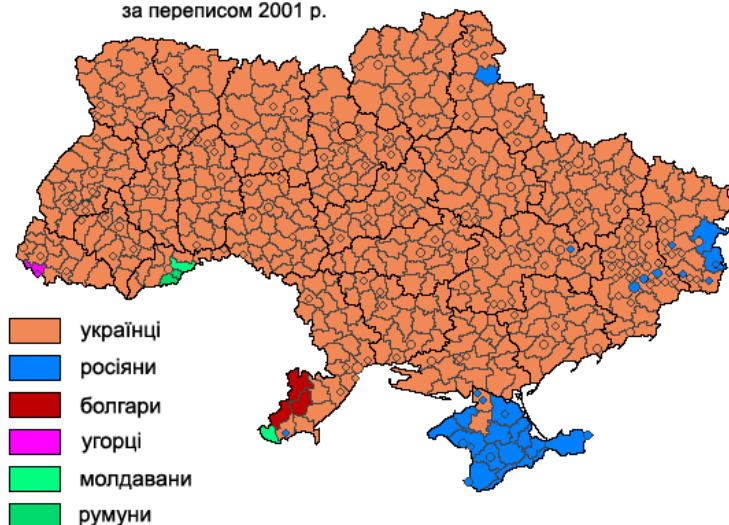 за переписом 2001 р.
українці
росіяни
болгари
угорці
молдавани
румуни